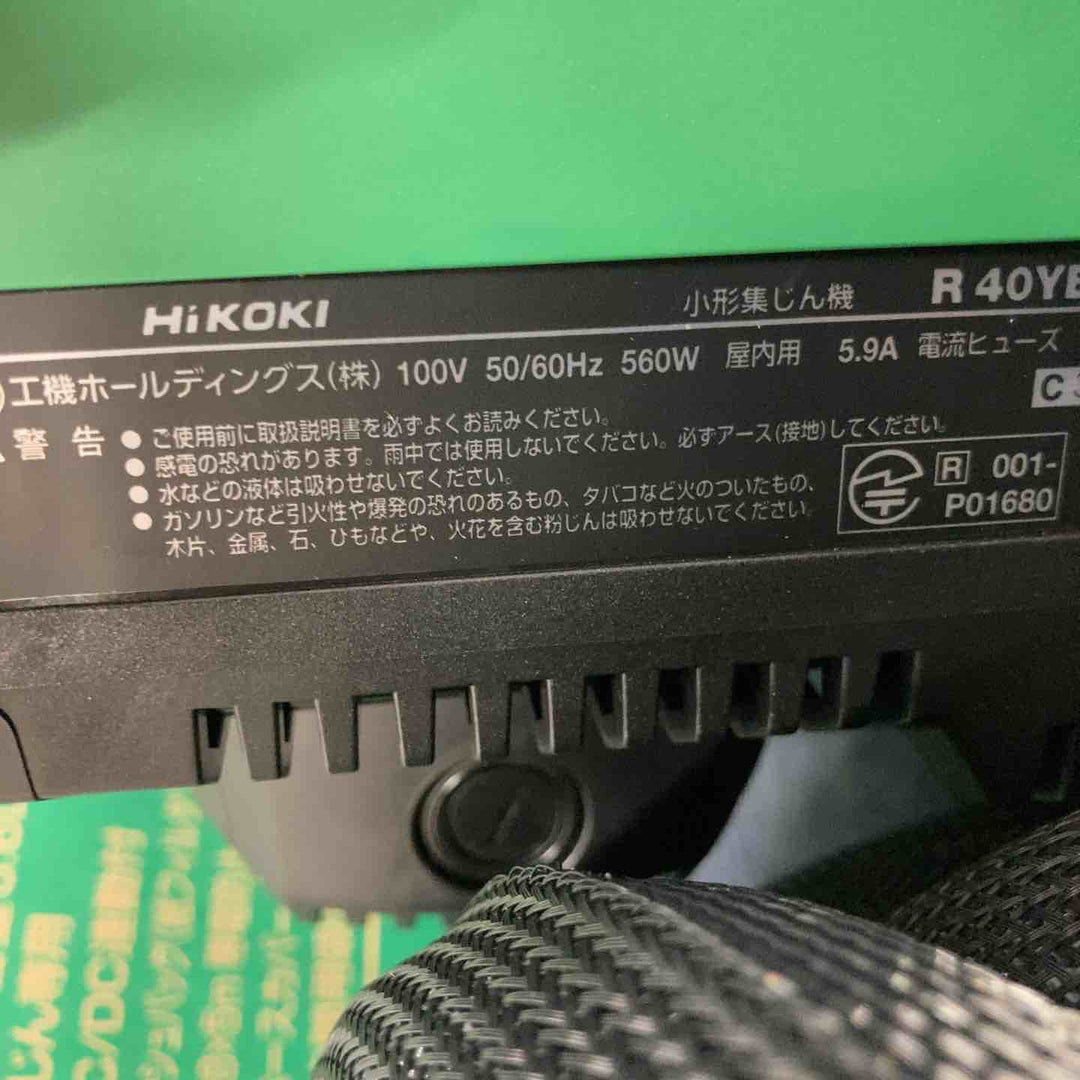 HiKOKI 小形集じん機 R 40YE
工機ホールディングス(株) 100V 50/60Hz 560W 屋内用 5.9A 電流ヒューズ
C
警告 ● ご使用前に取扱説明書を必ずよくお読みください。
● 感電の恐れがあります。雨中では使用しないでください。必ずアース(接地)してください。
● 水などの液体は吸わせないでください。
● ガソリンなど引火性や爆発の恐れのあるもの、タバコなど火のついたもの、
木片、金属、石、ひもなどや、火花を含む粉じんは吸わせないでください。
R 001-
P01680